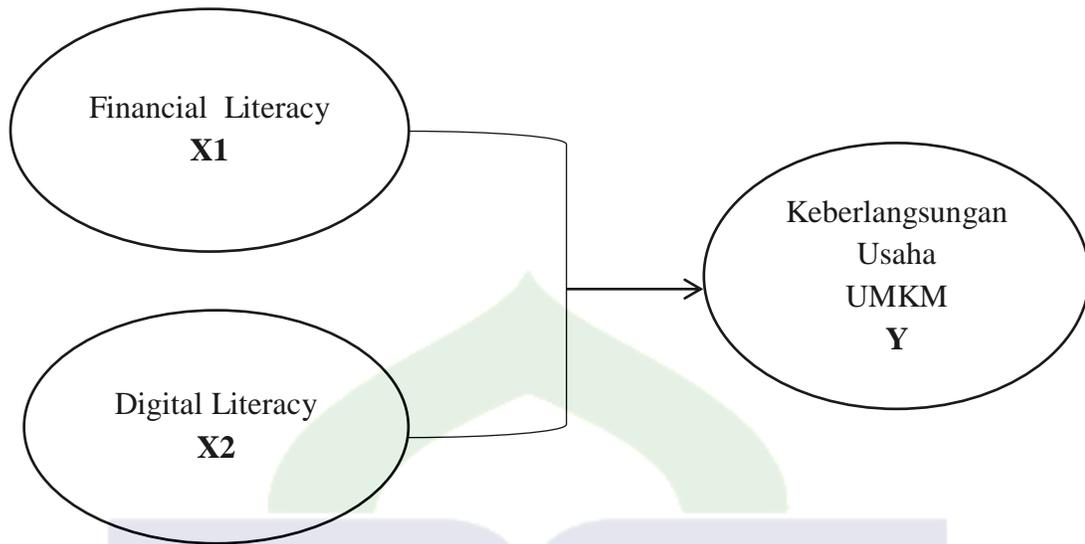 Financial Literacy
X1
Keberlangsungan
Usaha
UMKM
Y
Digital Literacy
X2